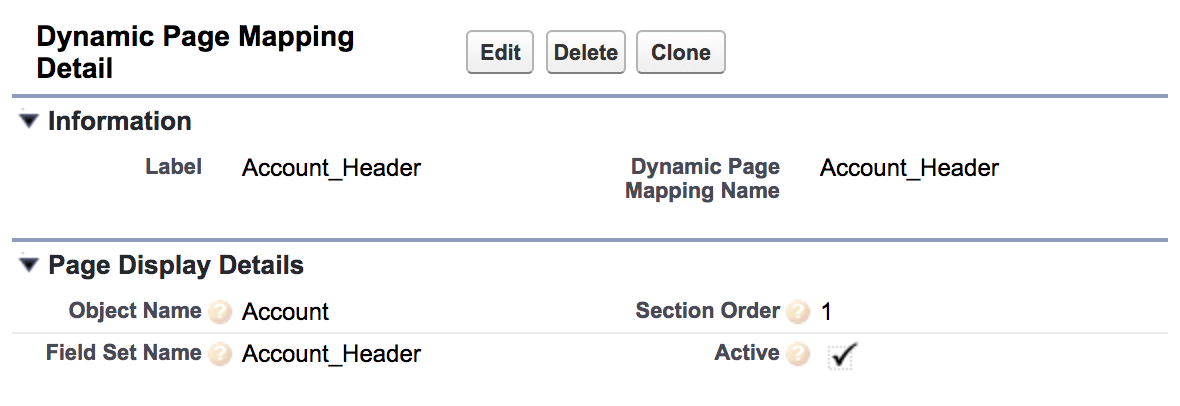 Dynamic Page Mapping
Detail
Edit Delete Clone
Information
Label Account_Header Dynamic Page
Mapping Name Account_Header
Page Display Details
Object Name ? Account Section Order ? 1
Field Set Name ? Account_Header Active ?